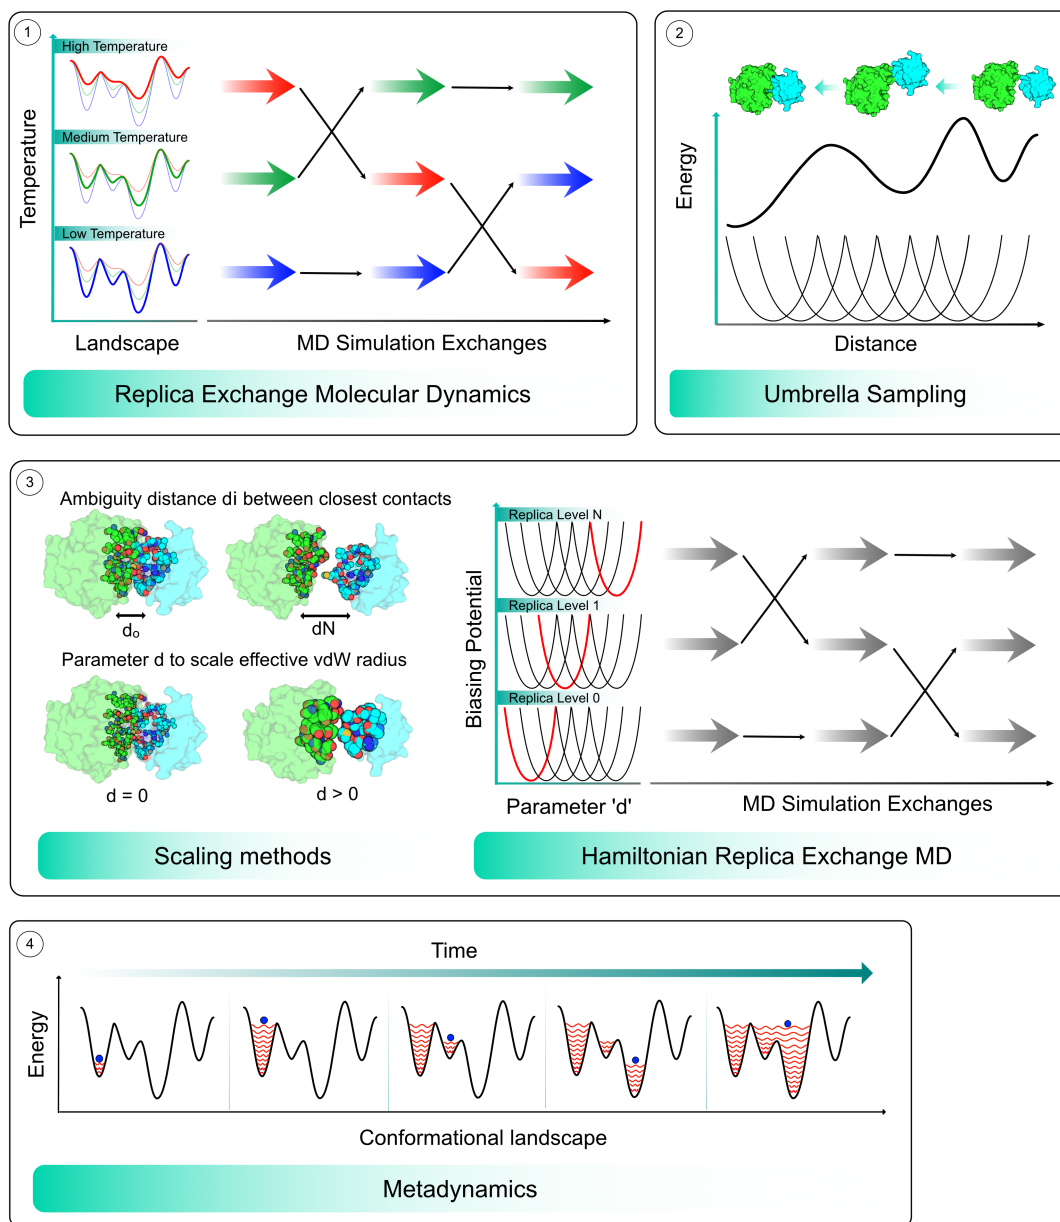 1
High Temperature
Medium Temperature
Low Temperature
Temperature
Landscape
MD Simulation Exchanges
Replica Exchange Molecular Dynamics
2
Energy
Distance
Umbrella Sampling
3
Ambiguity distance di between closest contacts
do
dN
Parameter d to scale effective vdW radius
d = 0
d > 0
Scaling methods
Replica Level N
Replica Level 1
Replica Level 0
Biasing Potential
Parameter 'd'
MD Simulation Exchanges
Hamiltonian Replica Exchange MD
4
Time
Energy
Conformational landscape
Metadynamics